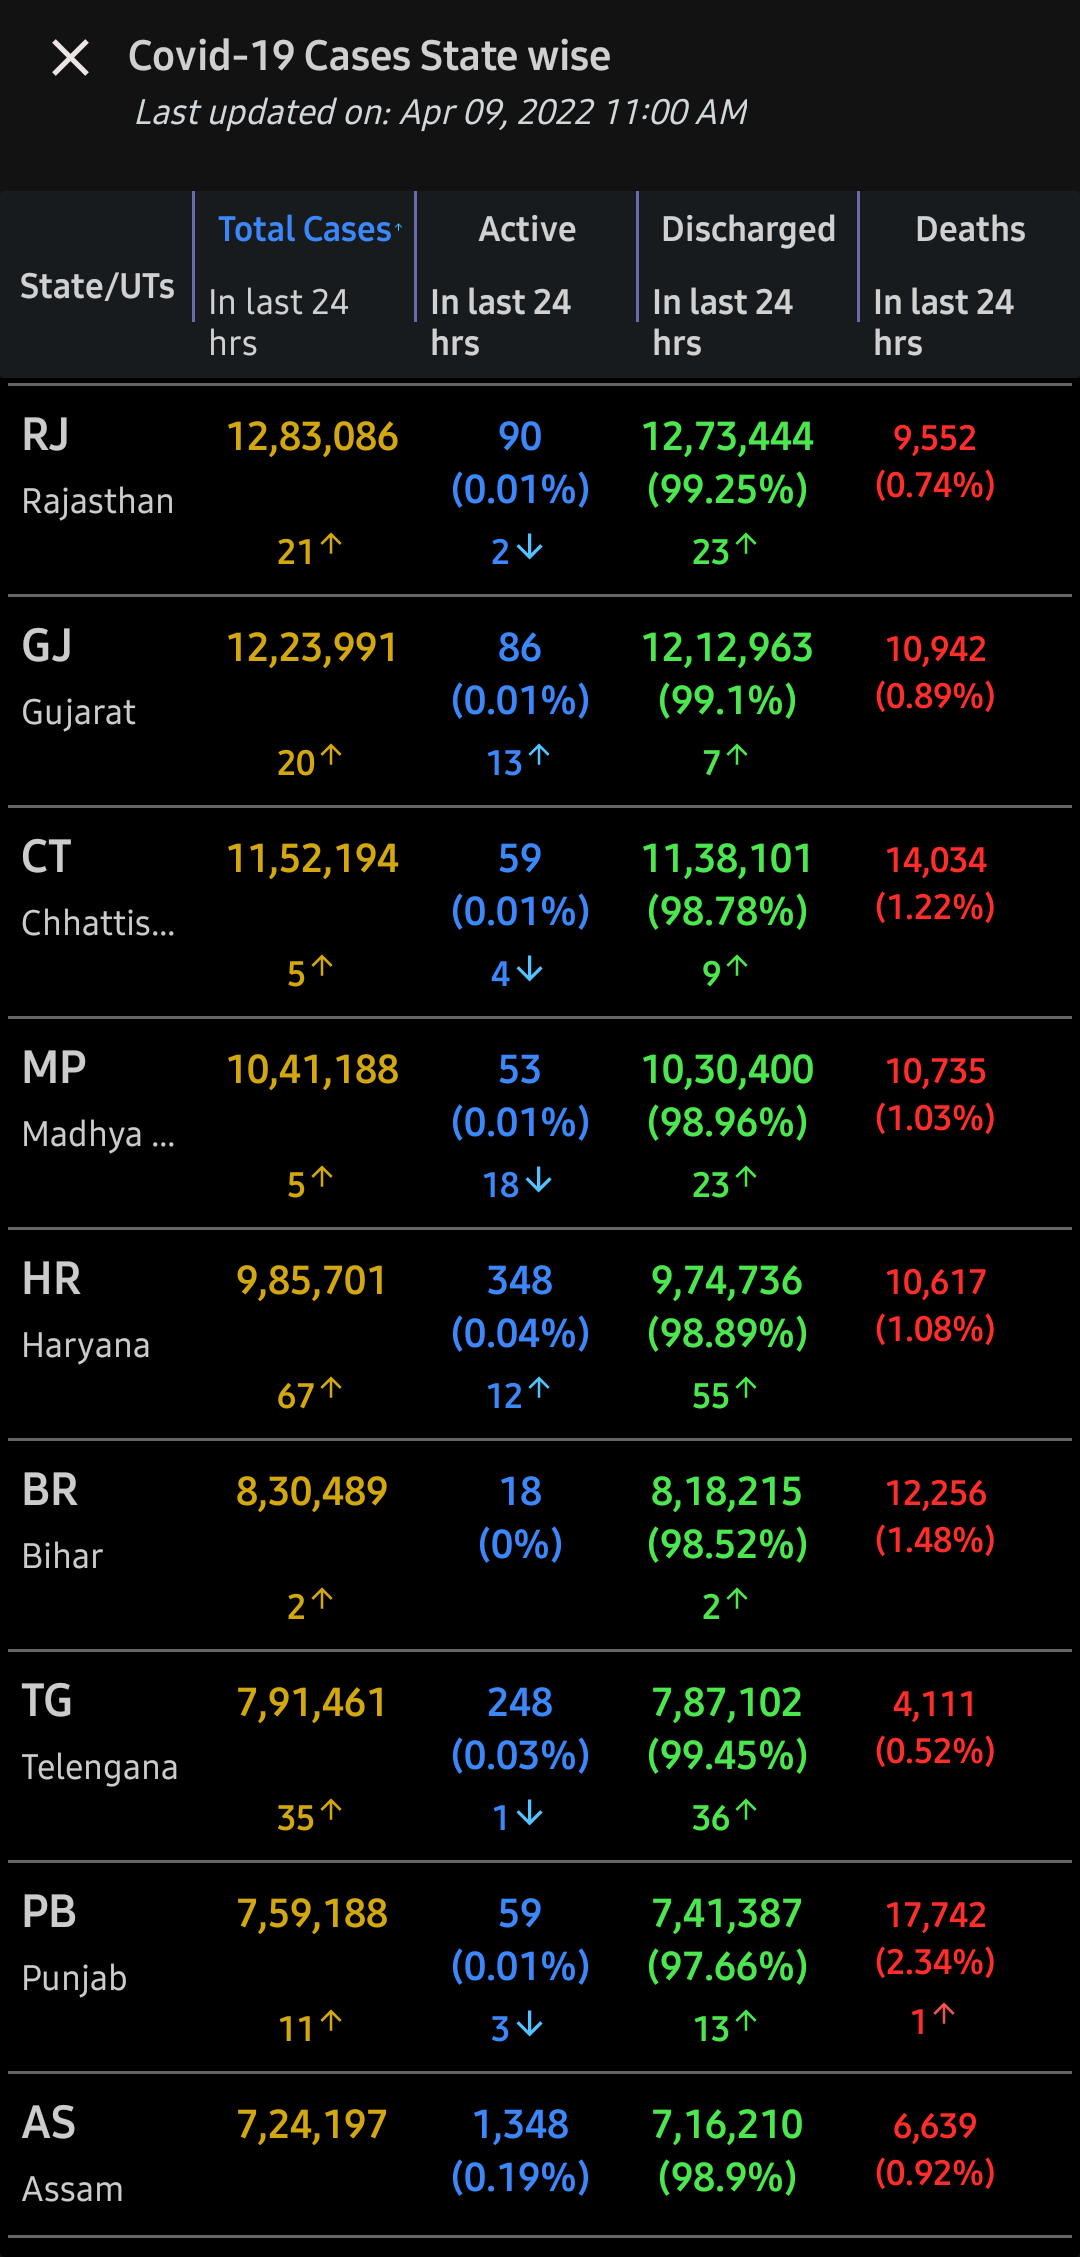 Covid-19 Cases State wise
Last updated on: Apr 09, 2022 11:00 AM
State/UTs Total Cases↑ Active Discharged Deaths
In last 24 hrs In last 24 hrs In last 24 hrs In last 24 hrs
RJ 12,83,086 90 12,73,444 9,552
Rajasthan (0.01%) (99.25%) (0.74%)
21↑ 2↓ 23↑
GJ 12,23,991 86 12,12,963 10,942
Gujarat (0.01%) (99.1%) (0.89%)
20↑ 13↑ 7↑
CT 11,52,194 59 11,38,101 14,034
Chhattis... (0.01%) (98.78%) (1.22%)
5↑ 4↓ 9↑
MP 10,41,188 53 10,30,400 10,735
Madhya ... (0.01%) (98.96%) (1.03%)
5↑ 18↓ 23↑
HR 9,85,701 348 9,74,736 10,617
Haryana (0.04%) (98.89%) (1.08%)
67↑ 12↑ 55↑
BR 8,30,489 18 8,18,215 12,256
Bihar (0%) (98.52%) (1.48%)
2↑ 2↑
TG 7,91,461 248 7,87,102 4,111
Telengana (0.03%) (99.45%) (0.52%)
35↑ 1↓ 36↑
PB 7,59,188 59 7,41,387 17,742
Punjab (0.01%) (97.66%) (2.34%)
11↑ 3↓ 13↑ 1↑
AS 7,24,197 1,348 7,16,210 6,639
Assam (0.19%) (98.9%) (0.92%)